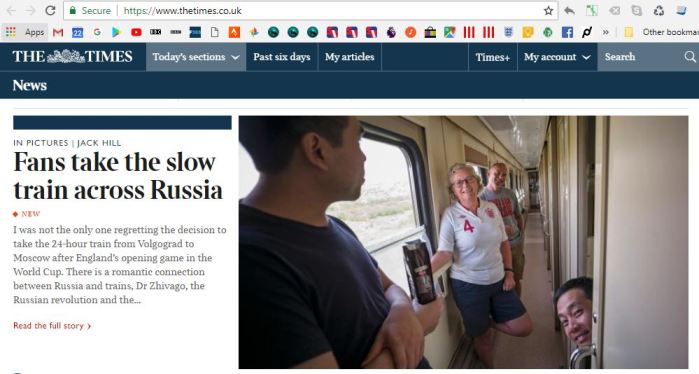 Secure https://www.thetimes.co.uk
Apps 22 BBC Other bookmar
THE TIMES Today's sections Past six days My articles Times+ My account Search
News
IN PICTURES | JACK HILL
Fans take the slow
train across Russia
NEW
I was not the only one regretting the decision to
take the 24-hour train from Volgograd to
Moscow after England's opening game in the
World Cup. There is a romantic connection
between Russia and trains, Dr Zhivago, the
Russian revolution and the...
Read the full story
4